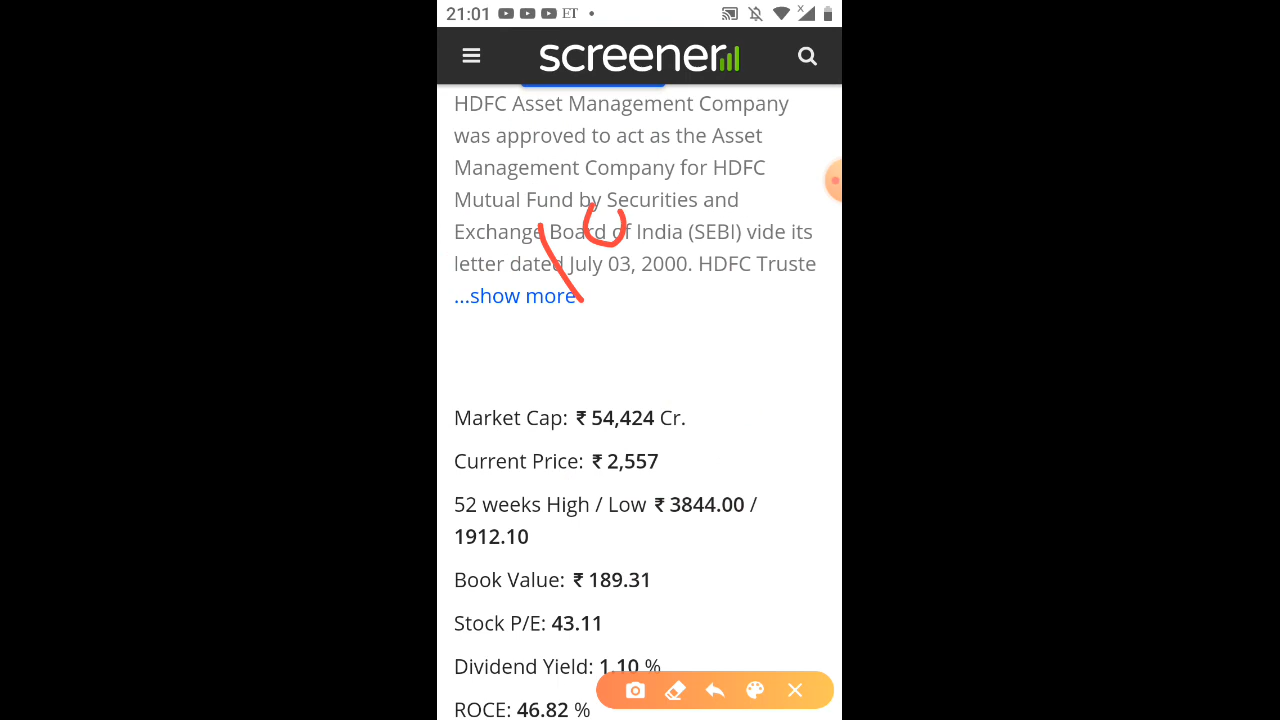 21:01 ET
screener
HDFC Asset Management Company
was approved to act as the Asset
Management Company for HDFC
Mutual Fund by Securities and
Exchange Board of India (SEBI) vide its
letter dated July 03, 2000. HDFC Truste
...show more
Market Cap: ₹ 54,424 Cr.
Current Price: ₹ 2,557
52 weeks High / Low ₹ 3844.00 /
1912.10
Book Value: ₹ 189.31
Stock P/E: 43.11
Dividend Yield: 1.10 %
ROCE: 46.82 %